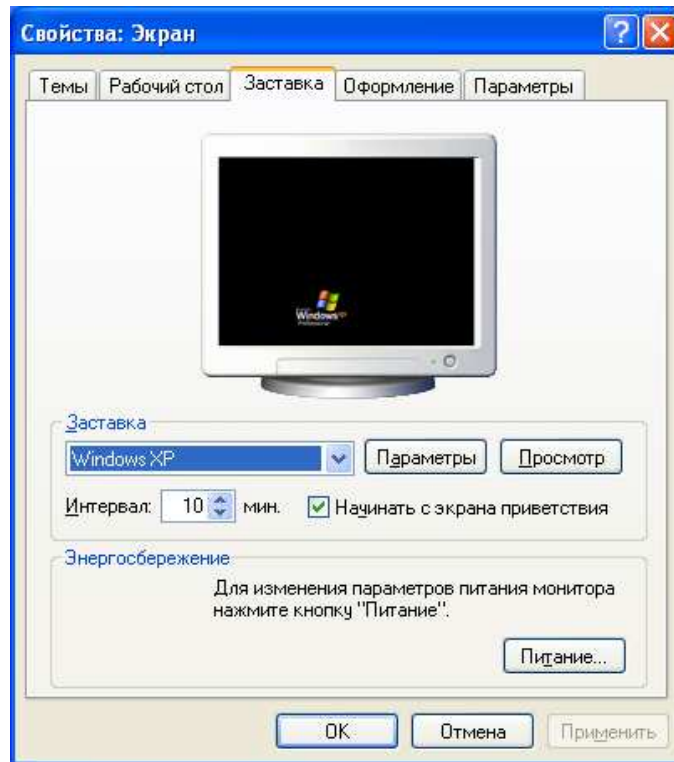 Свойства: Экран
Темы Рабочий стол Заставка Оформление Параметры
Windows xp
Заставка
Windows XP Параметры Просмотр
Интервал: 10 мин. Начинать с экрана приветствия
Энергосбережение
Для изменения параметров питания монитора
нажмите кнопку "Питание".
Питание...
OK Отмена Применить